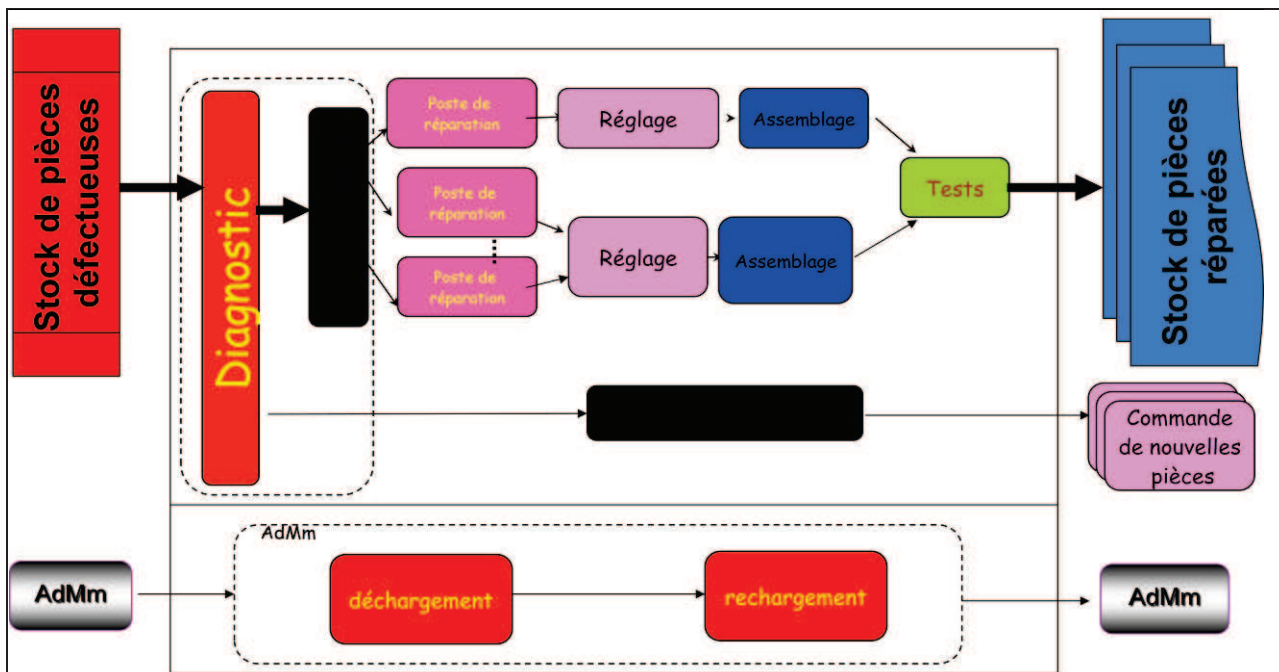 Stock de pièces
défectueuses
Diagnostic
Poste de
réparation
Réglage
Assemblage
Poste de
réparation
Poste de
réparation
Réglage
Assemblage
Tests
Stock de pièces
réparées
Commande
de nouvelles
pièces
AdMm
AdMm
déchargement
rechargement
AdMm